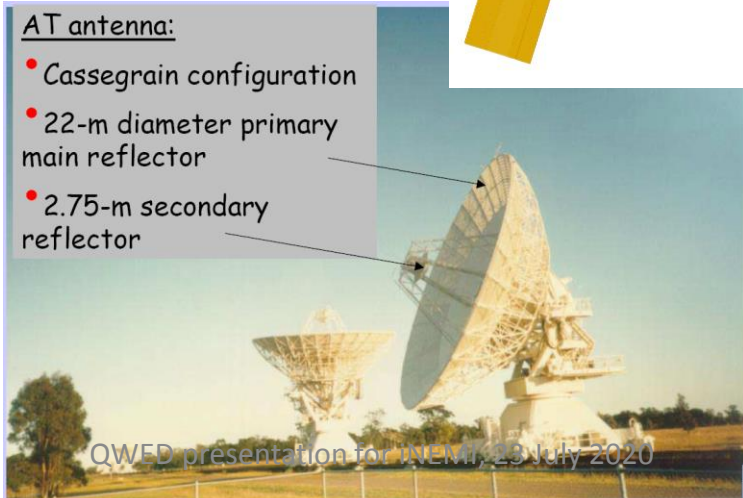 AT antenna:
• Cassegrain configuration
• 22-m diameter primary
main reflector
• 2.75-m secondary
reflector
QWED presentation for iNEMI, 23 July 2020